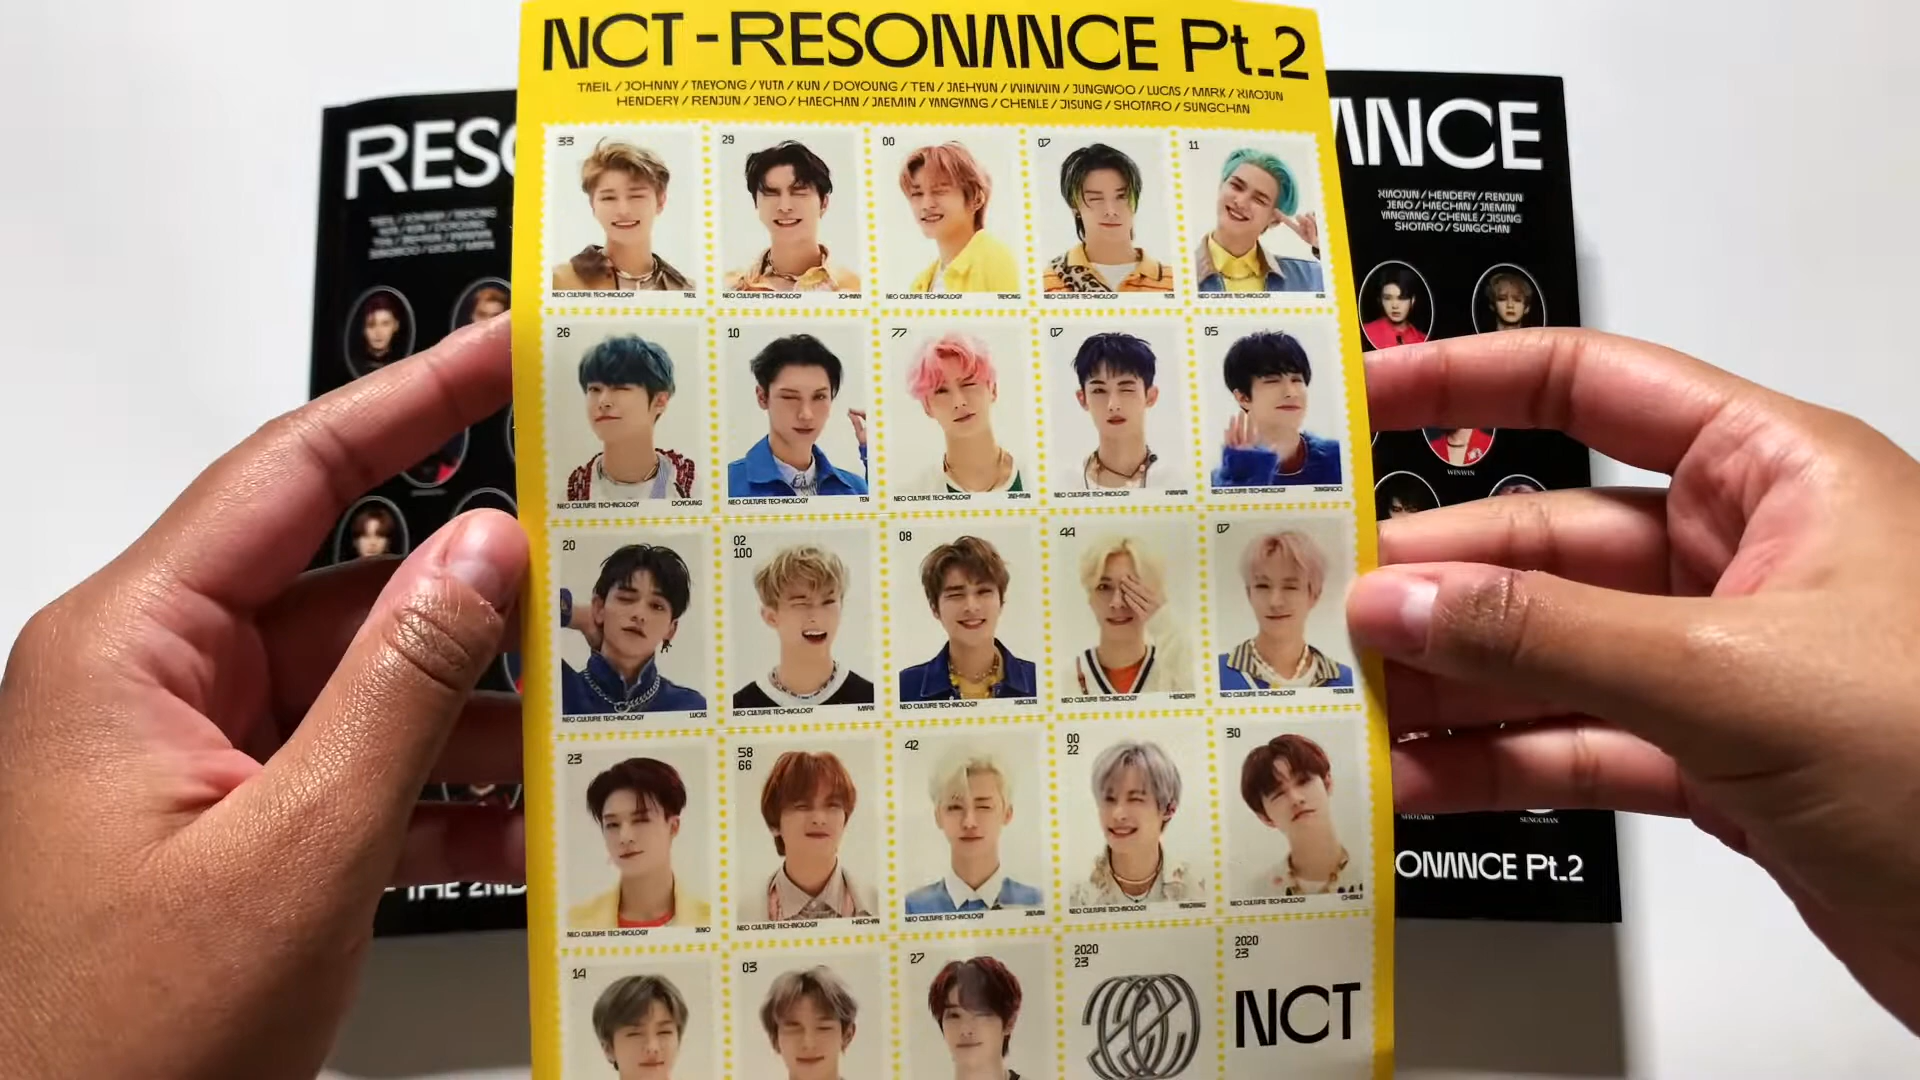 NCT - RESONANCE Pt.2
TAEIL / JOHNNY / TAEYONG / YUTA / KUN / DOYOUNG / TEN / JAEHYUN / WINWIN / JUNGWOO / LUCAS / MARK / XIAOJUN
HENDERY / RENJUN / JENO / HAECHAN / JAEMIN / YANGYANG / CHENLE / JISUNG / SHOTARO / SUNGCHAN
RESO
ANCE
XIAOJUN / HENDERY / RENJUN
JENO / HAECHAN / JAEMIN
YANGYANG / CHENLE / JISUNG
SHOTARO / SUNGCHAN
33
29
00
07
11
NEO CULTURE TECHNOLOGY TAEIL
NEO CULTURE TECHNOLOGY JOHNNY
NEO CULTURE TECHNOLOGY TAEYONG
NEO CULTURE TECHNOLOGY YUTA
NEO CULTURE TECHNOLOGY KUN
26
10
77
07
05
NEO CULTURE TECHNOLOGY DOYOUNG
NEO CULTURE TECHNOLOGY TEN
NEO CULTURE TECHNOLOGY JAEHYUN
NEO CULTURE TECHNOLOGY WINWIN
NEO CULTURE TECHNOLOGY JUNGWOO
WINWIN
20
02
100
08
44
07
NEO CULTURE TECHNOLOGY LUCAS
NEO CULTURE TECHNOLOGY MARK
NEO CULTURE TECHNOLOGY XIAOJUN
NEO CULTURE TECHNOLOGY HENDERY
NEO CULTURE TECHNOLOGY RENJUN
23
58
66
42
00
22
30
NEO CULTURE TECHNOLOGY JENO
NEO CULTURE TECHNOLOGY HAECHAN
NEO CULTURE TECHNOLOGY JAEMIN
NEO CULTURE TECHNOLOGY YANGYANG
NEO CULTURE TECHNOLOGY CHENLE
SHOTARO
SUNGCHAN
THE 2ND
SONANCE Pt.2
14
03
27
2020
23
2020
23
NCT